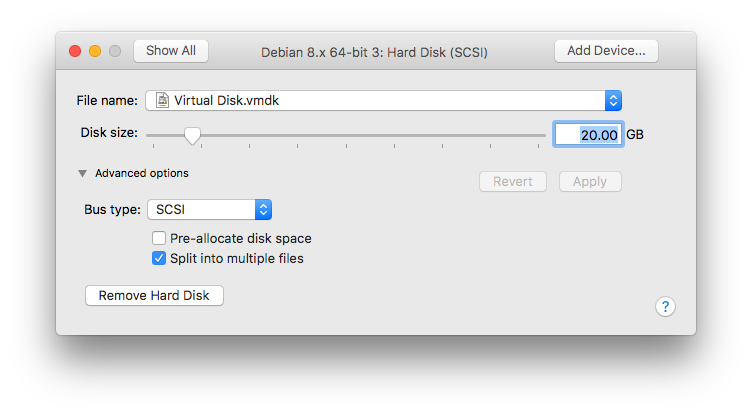 Show All
Debian 8.x 64-bit 3: Hard Disk (SCSI)
Add Device...
File name: Virtual Disk.vmdk
Disk size: 20.00 GB
Advanced options
Revert
Apply
Bus type: SCSI
Pre-allocate disk space
Split into multiple files
Remove Hard Disk
?